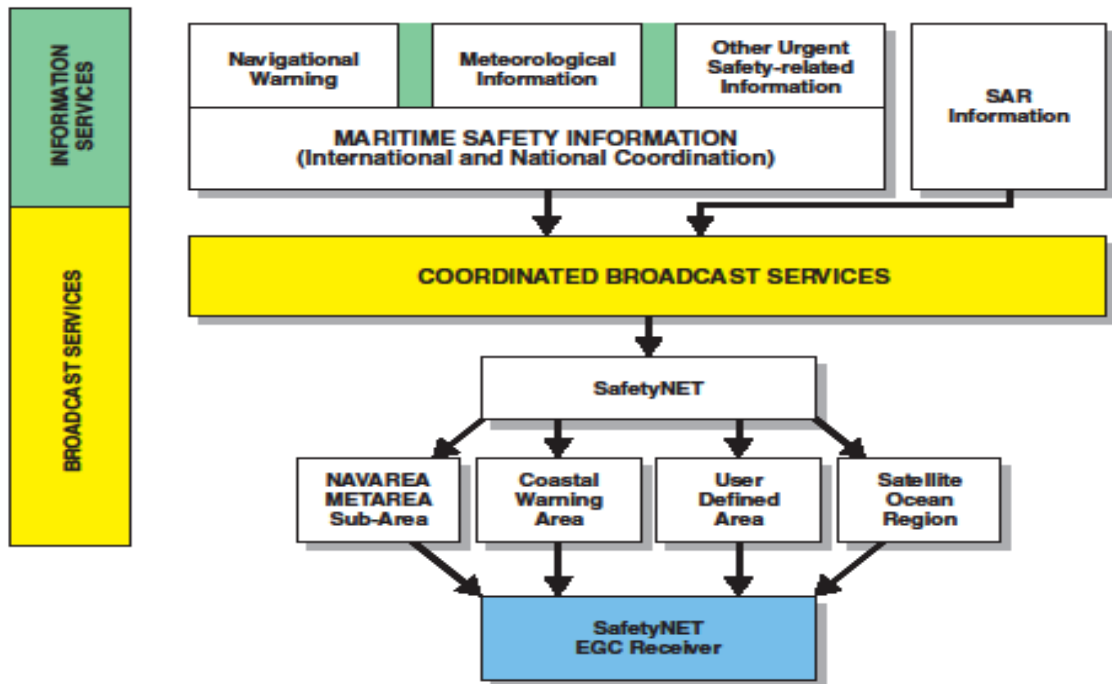 INFORMATION
SERVICES
BROADCAST SERVICES
Navigational
Warning
Meteorological
Information
Other Urgent
Safety-related
Information
SAR
Information
MARITIME SAFETY INFORMATION
(International and National Coordination)
COORDINATED BROADCAST SERVICES
SafetyNET
NAVAREA
METAREA
Sub-Area
Coastal
Warning
Area
User
Defined
Area
Satellite
Ocean
Region
SafetyNET
EGC Receiver